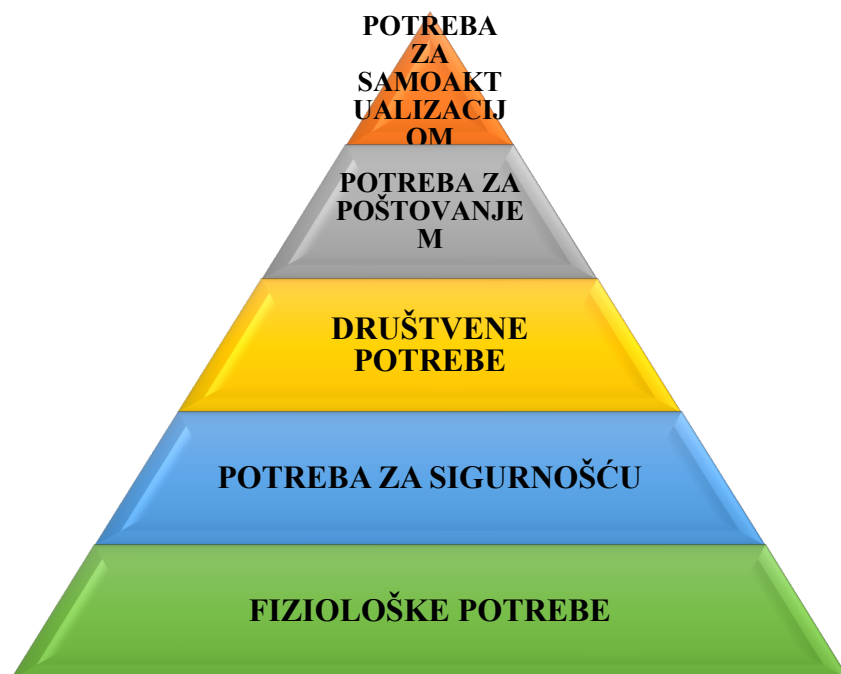 POTREBA
ZA
SAMOAKT
UALIZACIJ
OM
POTREBA ZA
POŠTOVANJE
M
DRUŠTVENE
POTREBE
POTREBA ZA SIGURNOŠĆU
FIZIOLOŠKE POTREBE